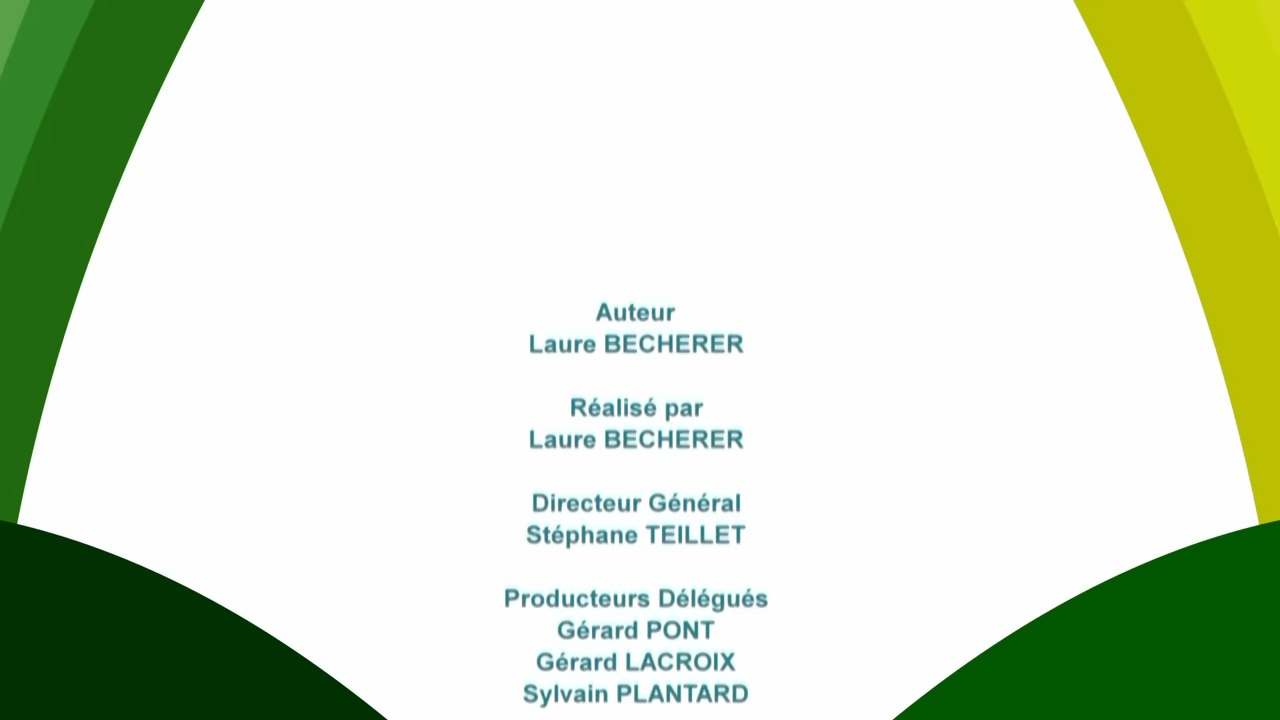 Auteur
Laure BECHERER
Réalisé par
Laure BECHERER
Directeur Général
Stéphane TEILLET
Producteurs Délégués
Gérard PONT
Gérard LACROIX
Sylvain PLANTARD